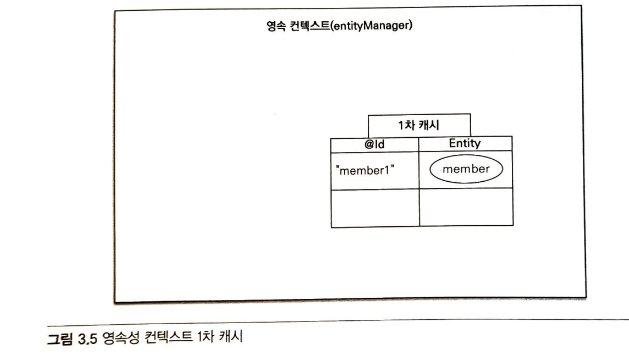 영속 컨텍스트(entityManager)
1차 캐시
@Id Entity
"member1" member
그림 3.5 영속성 컨텍스트 1차 캐시